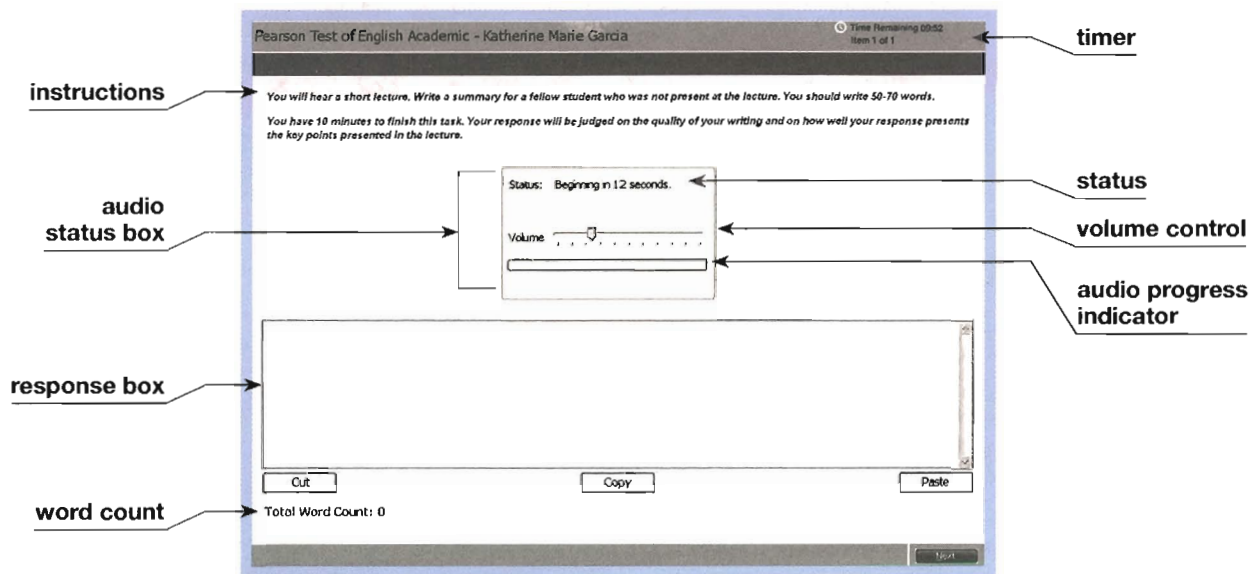 Pearson Test of English Academic - Katherine Marie Garcia
Time Remaining 09:52
Item 1 of 1
timer
instructions
You will hear a short lecture. Write a summary for a fellow student who was not present at the lecture. You should write 50-70 words.
You have 10 minutes to finish this task. Your response will be judged on the quality of your writing and on how well your response presents
the key points presented in the lecture.
audio
status box
Status: Beginning in 12 seconds.
status
Volume
volume control
audio progress
indicator
response box
Cut
Copy
Paste
word count
Total Word Count: 0
Next